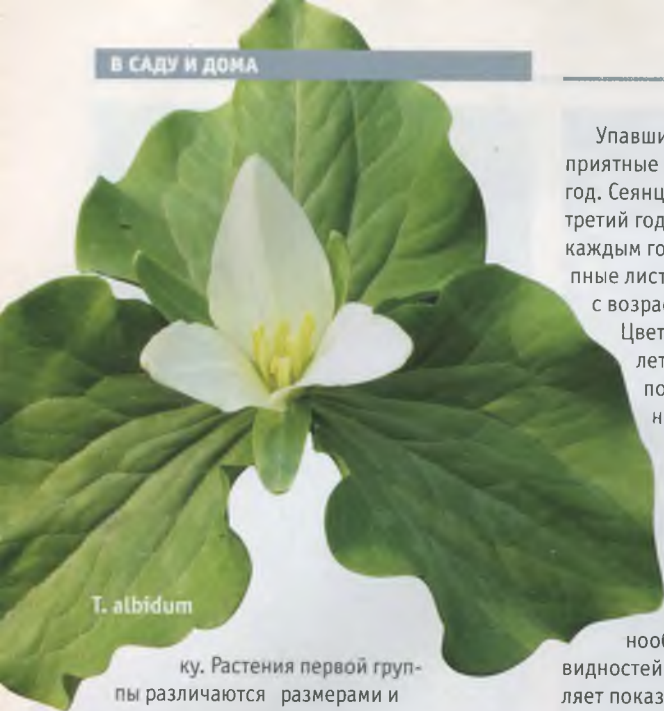 В САДУ И ДОМА
T. albidum
ку. Растения первой груп-
пы различаются размерами и
Упавши
приятные
год. Сеянц
третий год
каждым го
пные лист
с возра
Цвет
лет
по
н
нооб
видностей
ляет показ